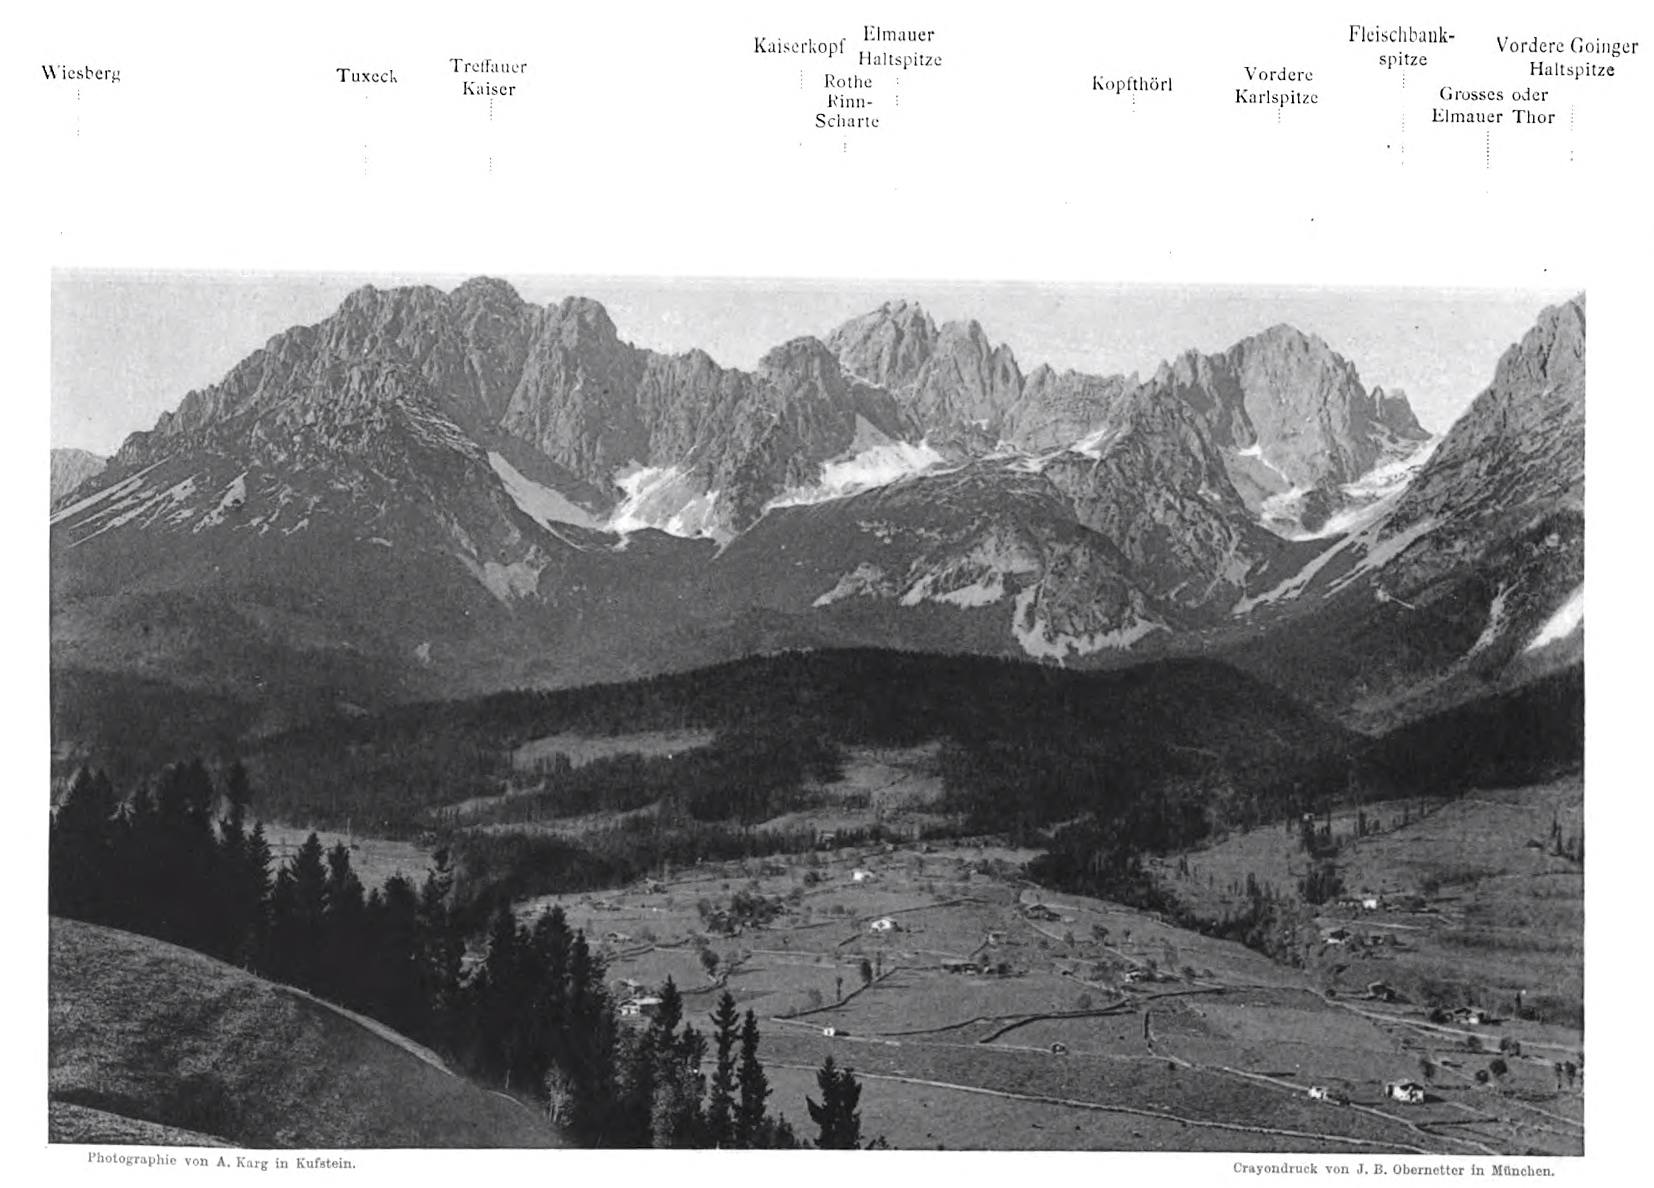 Wiesberg
Tuxeck
Treffauer
Kaiser
Kaiserkopf
Rothe
Rinn-
Scharte
Elmauer
Haltspitze
Kopfthörl
Vordere
Karlspitze
Fleischbank-
spitze
Grosses oder
Elmauer Thor
Vordere Goinger
Haltspitze
Photographie von A. Karg in Kufstein.
Crayondruck von J. B. Obernetter in München.